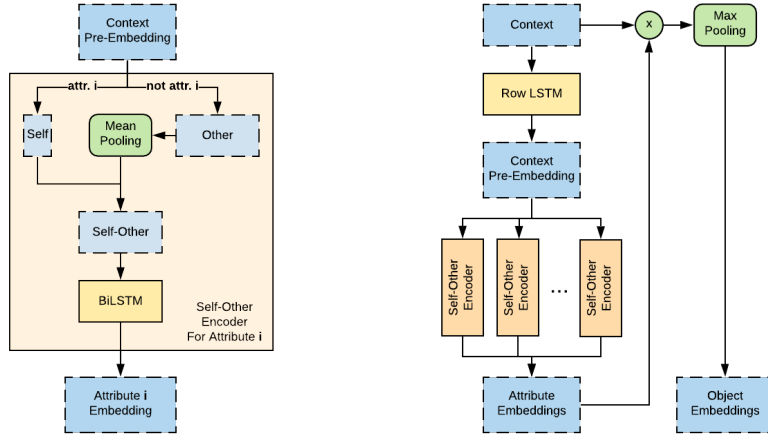 Context
Pre-Embedding
attr. i
not attr. i
Self
Mean
Pooling
Other
Self-Other
BiLSTM
Self-Other
Encoder
For Attribute i
Attribute i
Embedding
Context
x
Max
Pooling
Row LSTM
Context
Pre-Embedding
Self-Other
Encoder
Self-Other
Encoder
...
Self-Other
Encoder
Attribute
Embeddings
Object
Embeddings